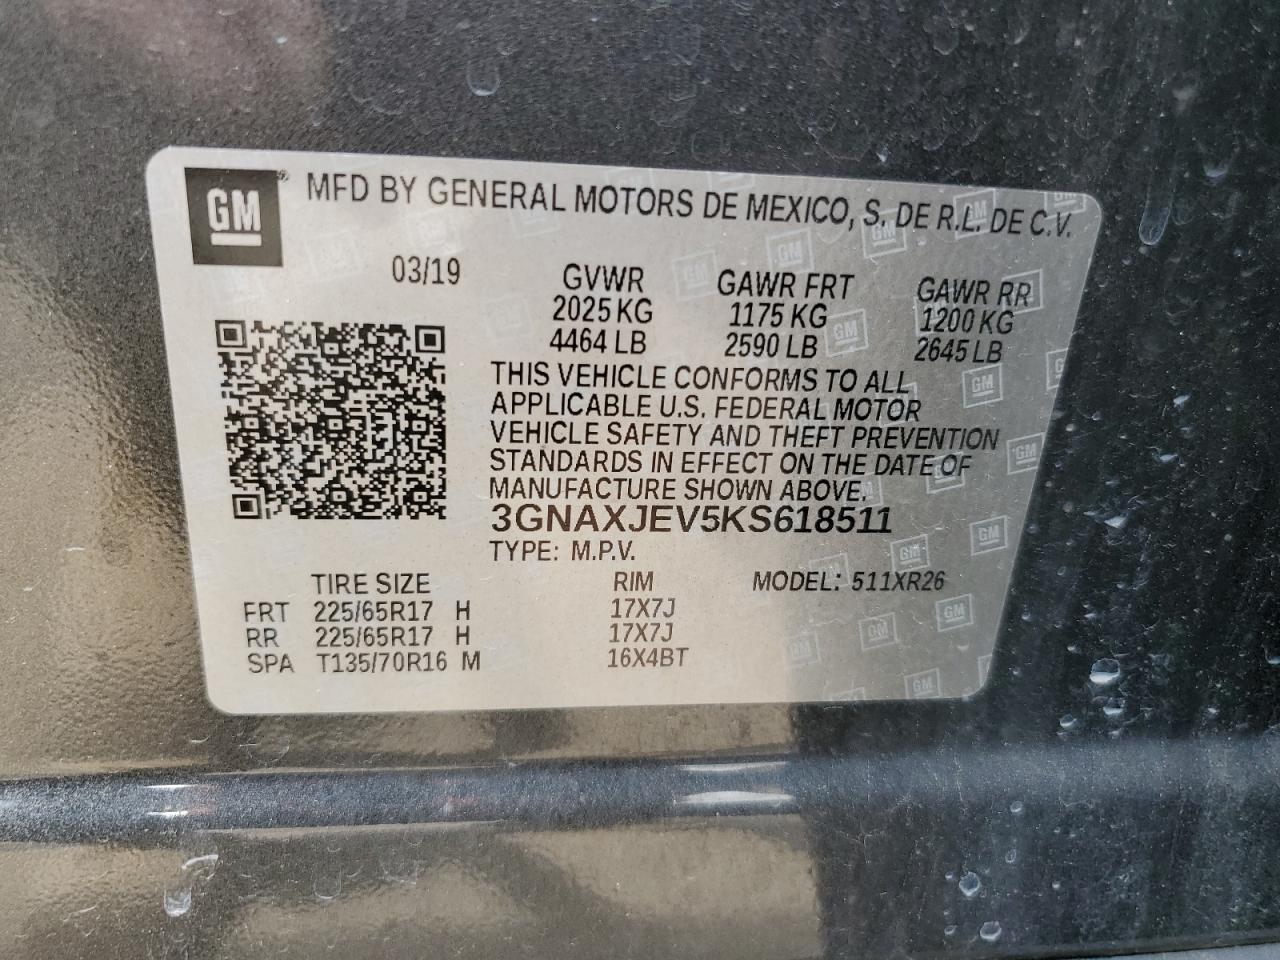 GM® MFD BY GENERAL MOTORS DE MEXICO, S. DE R.L. DE C.V.
03/19 GVWR GAWR FRT GAWR RR
2025 KG 1175 KG 1200 KG
4464 LB 2590 LB 2645 LB
THIS VEHICLE CONFORMS TO ALL
APPLICABLE U.S. FEDERAL MOTOR
VEHICLE SAFETY AND THEFT PREVENTION
STANDARDS IN EFFECT ON THE DATE OF
MANUFACTURE SHOWN ABOVE.
3GNAXJEV5KS618511
TYPE: M.P.V.
TIRE SIZE RIM MODEL: 511XR26
FRT 225/65R17 H 17X7J
RR 225/65R17 H 17X7J
SPA T135/70R16 M 16X4BT